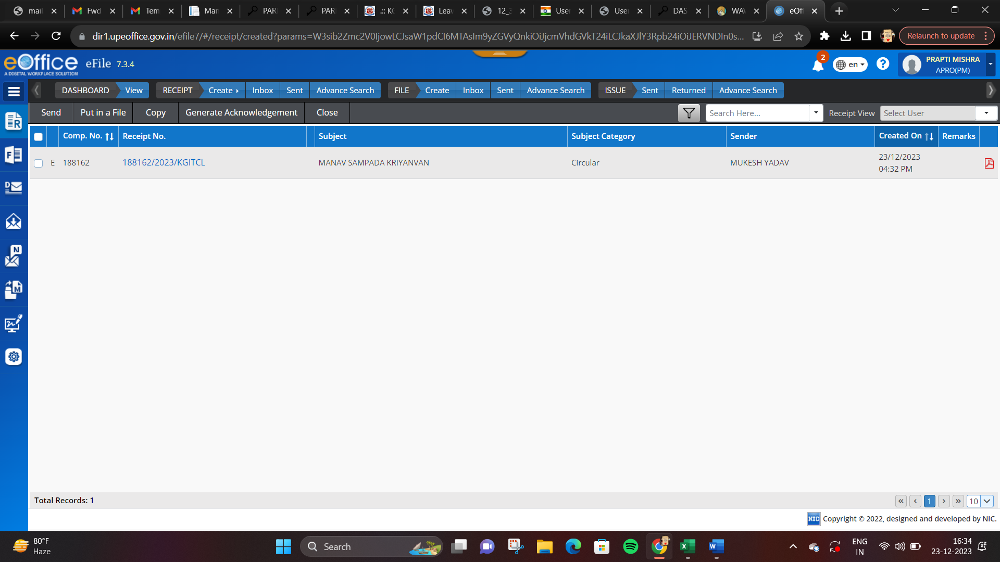 mail
Fwd
Tem
Man
PAR
PAR
.:: KG
Leav
12_3
User
User
DAS
WAV
eOff
dir1.upeoffice.gov.in/efile7/#/receipt/created?params=
Relaunch to update
eOffice eFile 7.3.4
A DIGITAL WORKPLACE SOLUTION
2
en
?
PRAPTI MISHRA
APRO(PM)
DASHBOARD View RECEIPT Create Inbox Sent Advance Search FILE Create Inbox Sent Advance Search ISSUE Sent Returned Advance Search
Send Put in a File Copy Generate Acknowledgement Close Search Here... Receipt View Select User
Comp. No. Receipt No. Subject Subject Category Sender Created On Remarks
E 188162 188162/2023/KGITCL MANAV SAMPADA KRIYANVAN Circular MUKESH YADAV 23/12/2023
04:32 PM
R
F
D
N
M
Total Records: 1
« ‹ 1 › » 10
NIC Copyright © 2022, designed and developed by NIC.
80°F
Haze
Search
X
W
ENG
IN
16:34
23-12-2023